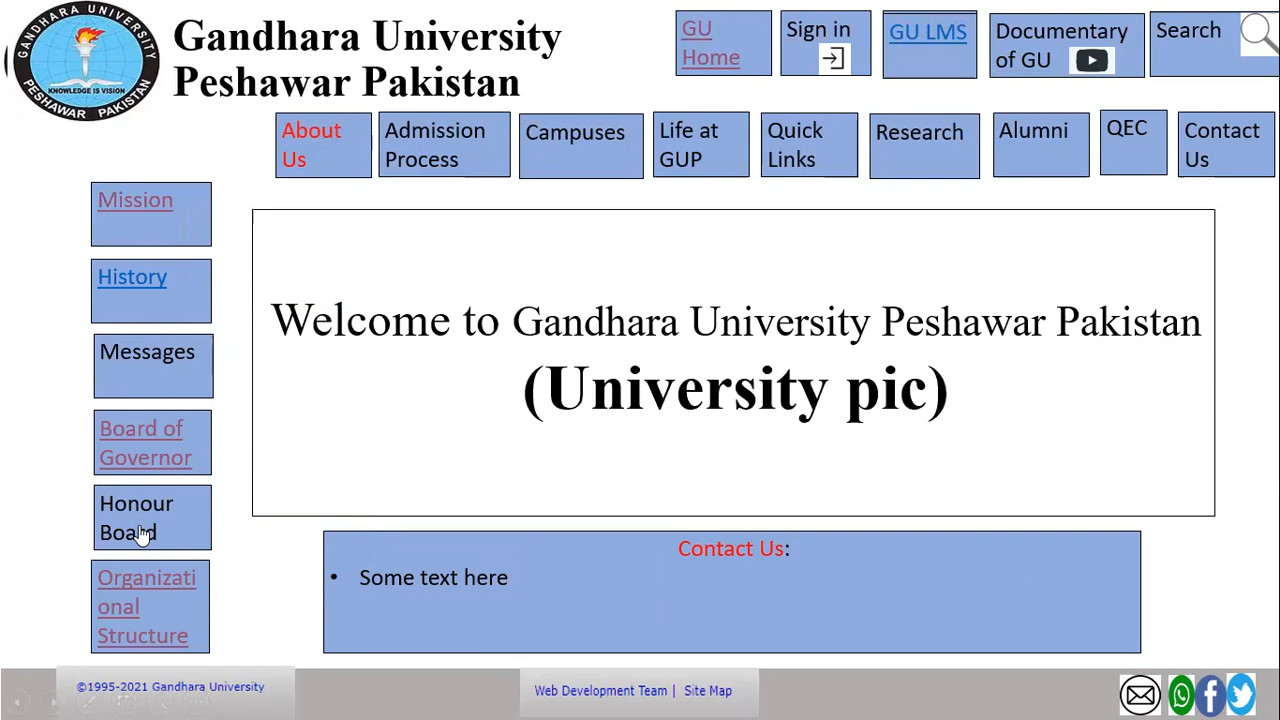 GANDHARA UNIVERSITY
KNOWLEDGE IS VISION
PESHAWAR PAKISTAN
Gandhara University
Peshawar Pakistan
GU
Home
Sign in
GU LMS
Documentary
of GU
Search
About
Us
Admission
Process
Campuses
Life at
GUP
Quick
Links
Research
Alumni
QEC
Contact
Us
Mission
History
Messages
Board of
Governor
Honour
Board
Organizati
onal
Structure
Welcome to Gandhara University Peshawar Pakistan
(University pic)
Contact Us:
• Some text here
©1995-2021 Gandhara University
Web Development Team | Site Map